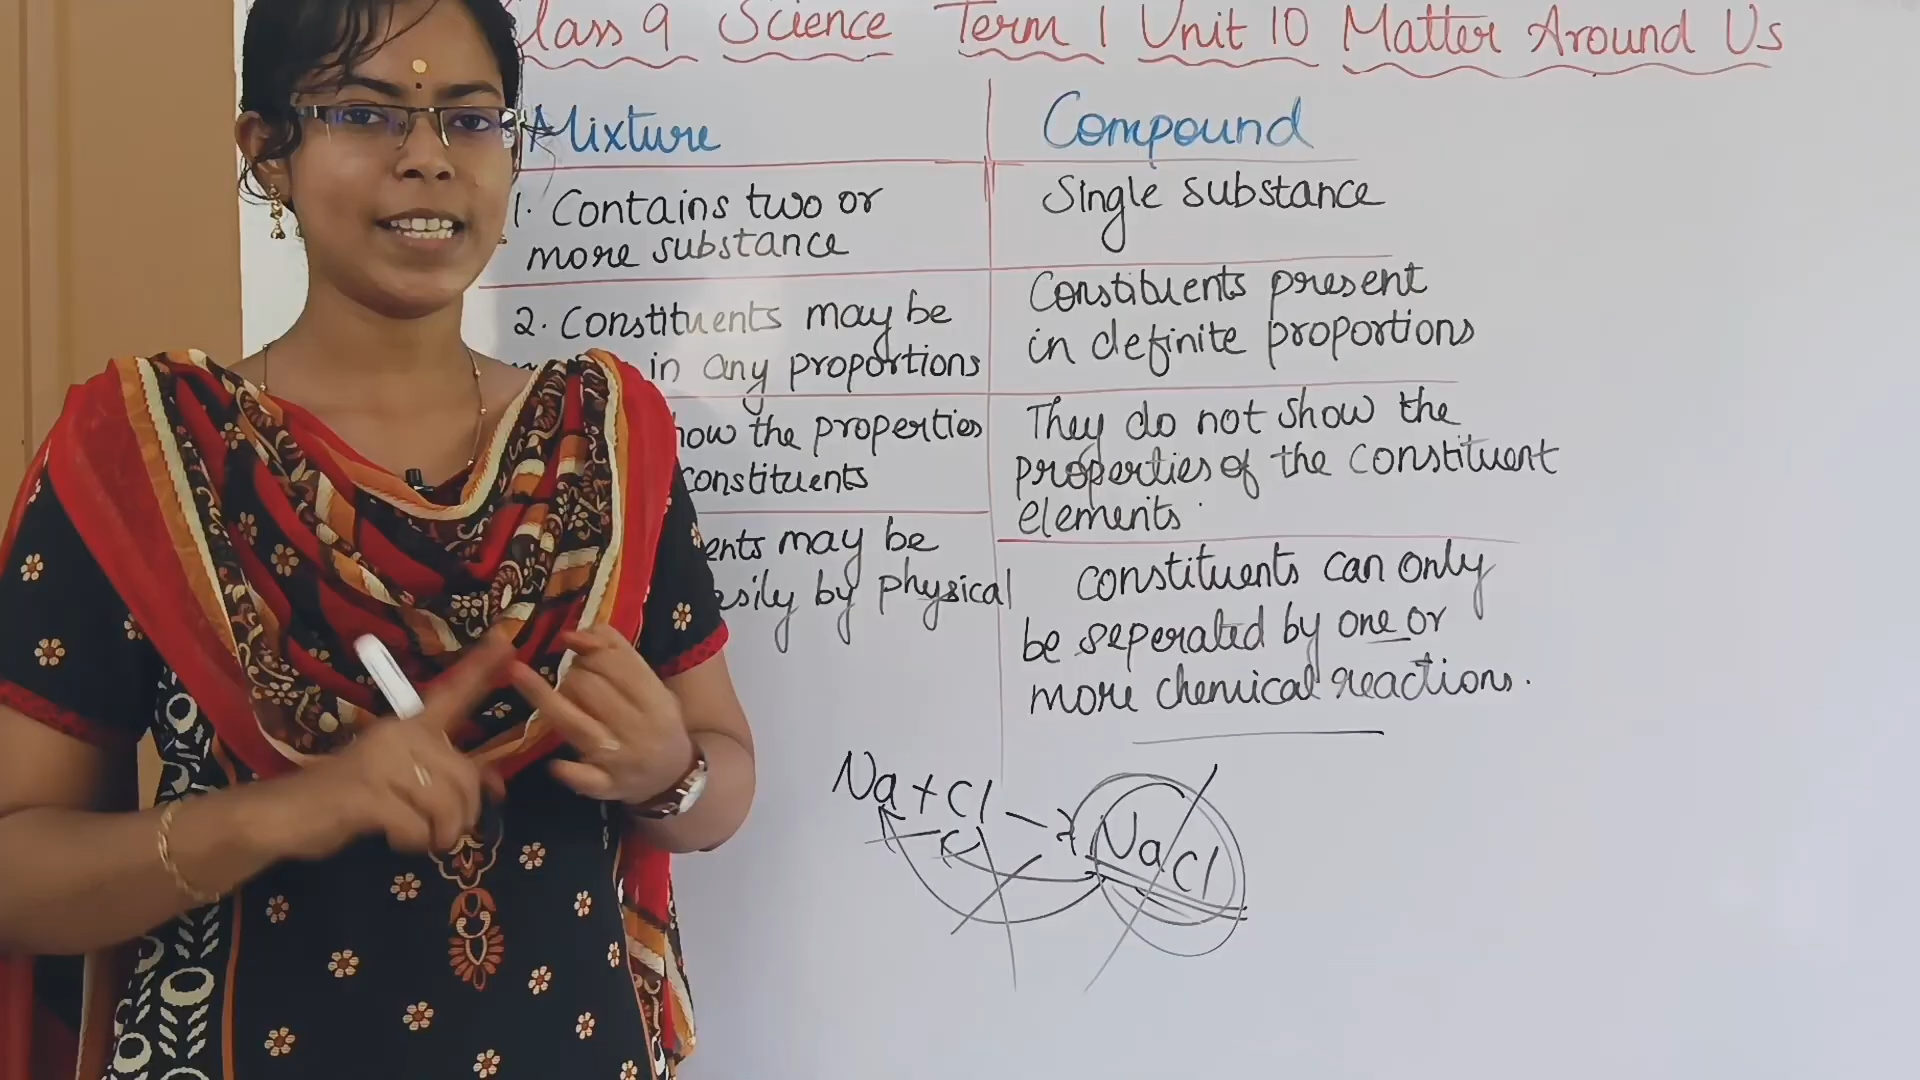 Class 9 Science Term 1 Unit 10 Matter Around Us
Mixture
Compound
1. Contains two or
more substance
Single substance
2. Constituents may be
in any proportions
Constituents present
in definite proportions
how the properties
constituents
They do not show the
properties of the constituent
elements.
ents may be
esily by physical
constituents can only
be seperated by one or
more chemical reactions.
Na + Cl → NaCl